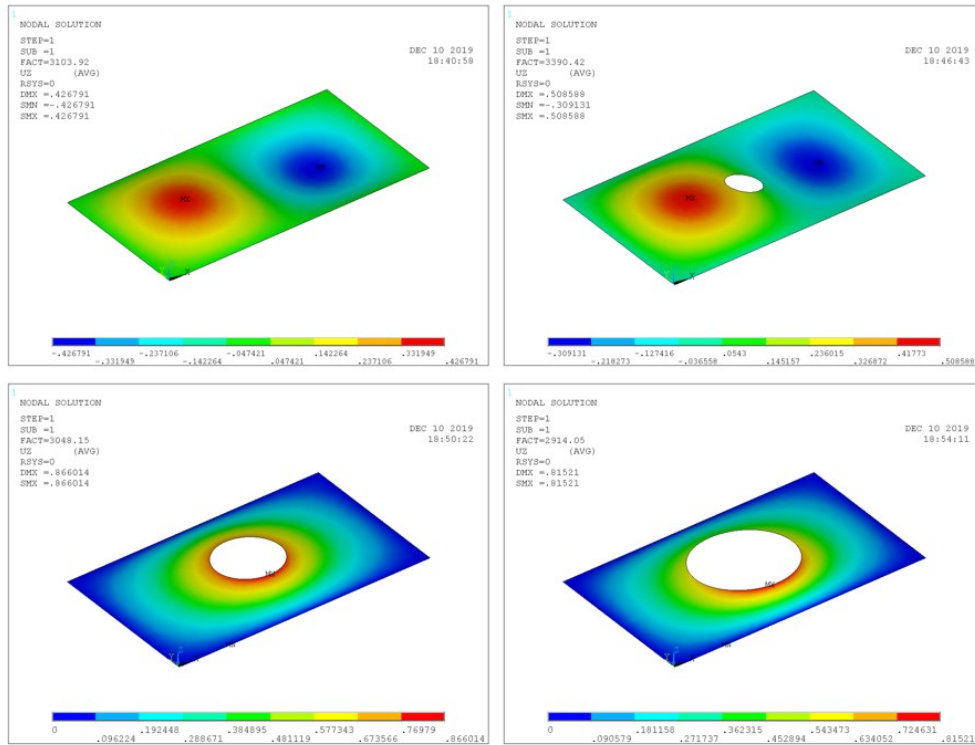 1
NODAL SOLUTION
STEP=1
SUB =1
FACT=3103.92
UZ (AVG)
RSYS=0
DMX =.426791
SMN =-.426791
SMX =.426791
DEC 10 2019
18:40:58
MX
X
-.426791 -.237106 -.047421 .142264 .331949
-.331949 -.142264 .047421 .237106 .426791
1
NODAL SOLUTION
STEP=1
SUB =1
FACT=3390.42
UZ (AVG)
RSYS=0
DMX =.508588
SMN =-.309131
SMX =.508588
DEC 10 2019
18:46:43
MX
X
-.309131 -.127416 .0543 .236015 .41773
-.218273 -.036558 .145157 .326872 .508588
1
NODAL SOLUTION
STEP=1
SUB =1
FACT=3048.15
UZ (AVG)
RSYS=0
DMX =.866014
SMX =.866014
DEC 10 2019
18:50:22
MX
0 .192448 .384895 .577343 .76979
.096224 .288671 .481119 .673566 .866014
1
NODAL SOLUTION
STEP=1
SUB =1
FACT=2914.05
UZ (AVG)
RSYS=0
DMX =.81521
SMX =.81521
DEC 10 2019
18:54:11
MX
0 .181158 .362315 .543473 .724631
.090579 .271737 .452894 .634052 .81521